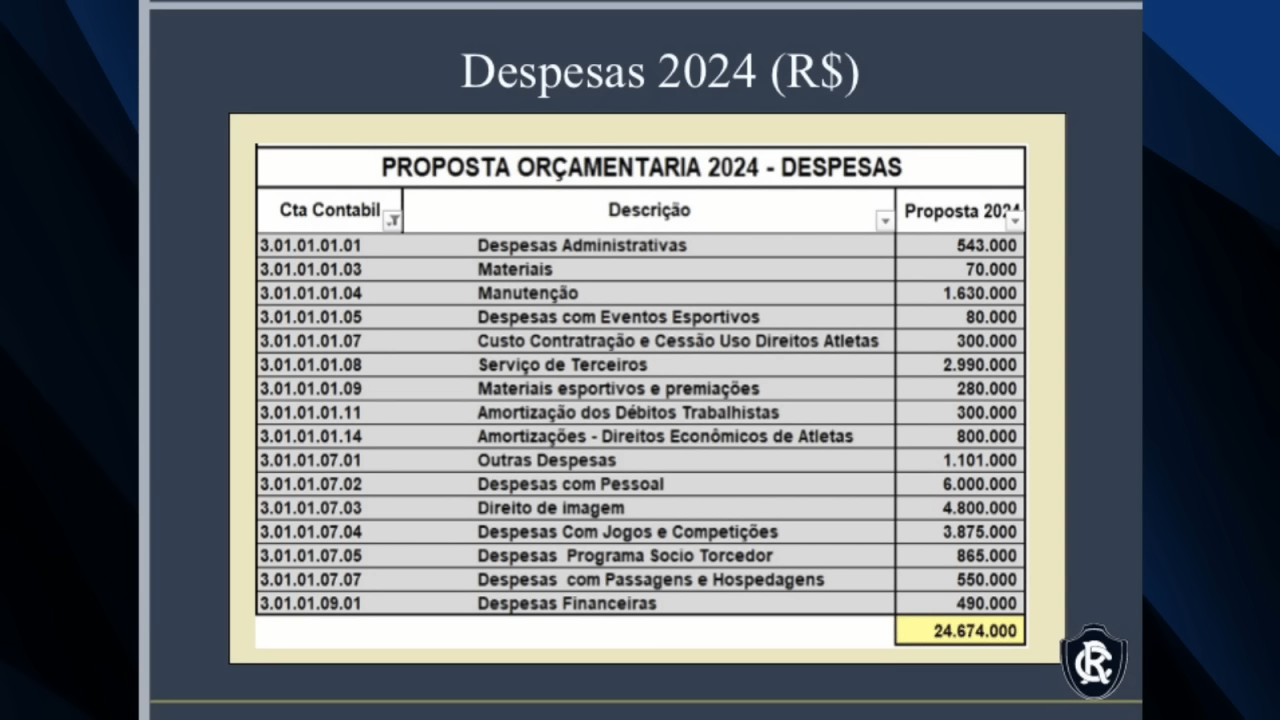 Despesas 2024 (R$)
PROPOSTA ORÇAMENTARIA 2024 - DESPESAS
Cta Contabil Descrição Proposta 2024
3.01.01.01.01 Despesas Administrativas 543.000
3.01.01.01.03 Materiais 70.000
3.01.01.01.04 Manutenção 1.630.000
3.01.01.01.05 Despesas com Eventos Esportivos 80.000
3.01.01.01.07 Custo Contratração e Cessão Uso Direitos Atletas 300.000
3.01.01.01.08 Serviço de Terceiros 2.990.000
3.01.01.01.09 Materiais esportivos e premiações 280.000
3.01.01.01.11 Amortização dos Débitos Trabalhistas 300.000
3.01.01.01.14 Amortizações - Direitos Econômicos de Atletas 800.000
3.01.01.07.01 Outras Despesas 1.101.000
3.01.01.07.02 Despesas com Pessoal 6.000.000
3.01.01.07.03 Direito de imagem 4.800.000
3.01.01.07.04 Despesas Com Jogos e Competições 3.875.000
3.01.01.07.05 Despesas Programa Socio Torcedor 865.000
3.01.01.07.07 Despesas com Passagens e Hospedagens 550.000
3.01.01.09.01 Despesas Financeiras 490.000
24.674.000